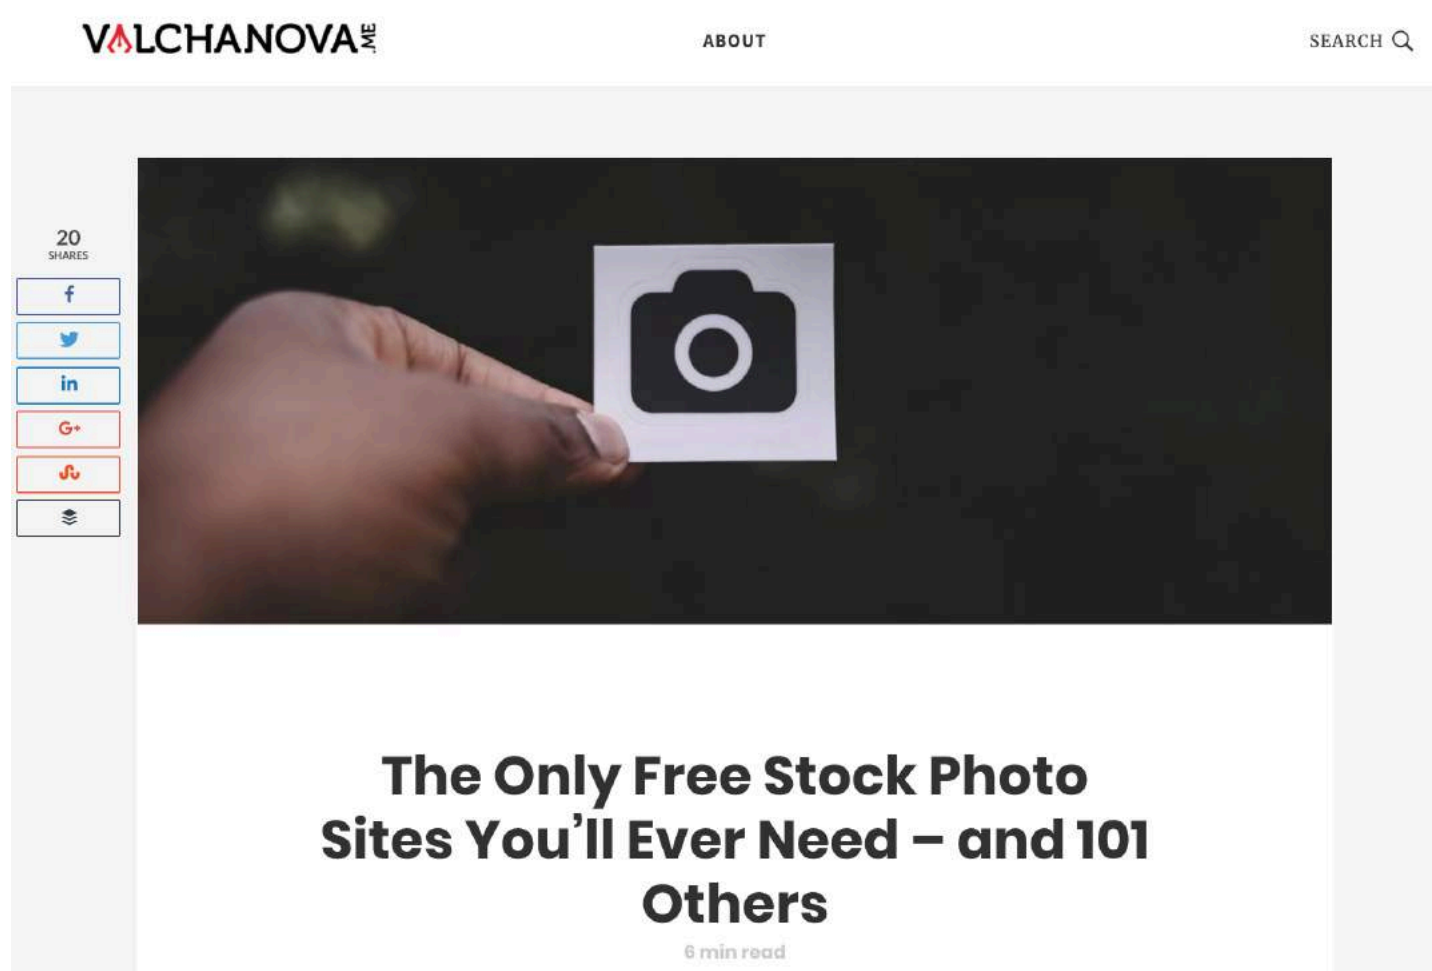 VALCHANOVA.ME
ABOUT
SEARCH
20
SHARES
f
in
G+
The Only Free Stock Photo
Sites You’ll Ever Need – and 101
Others
6 min read